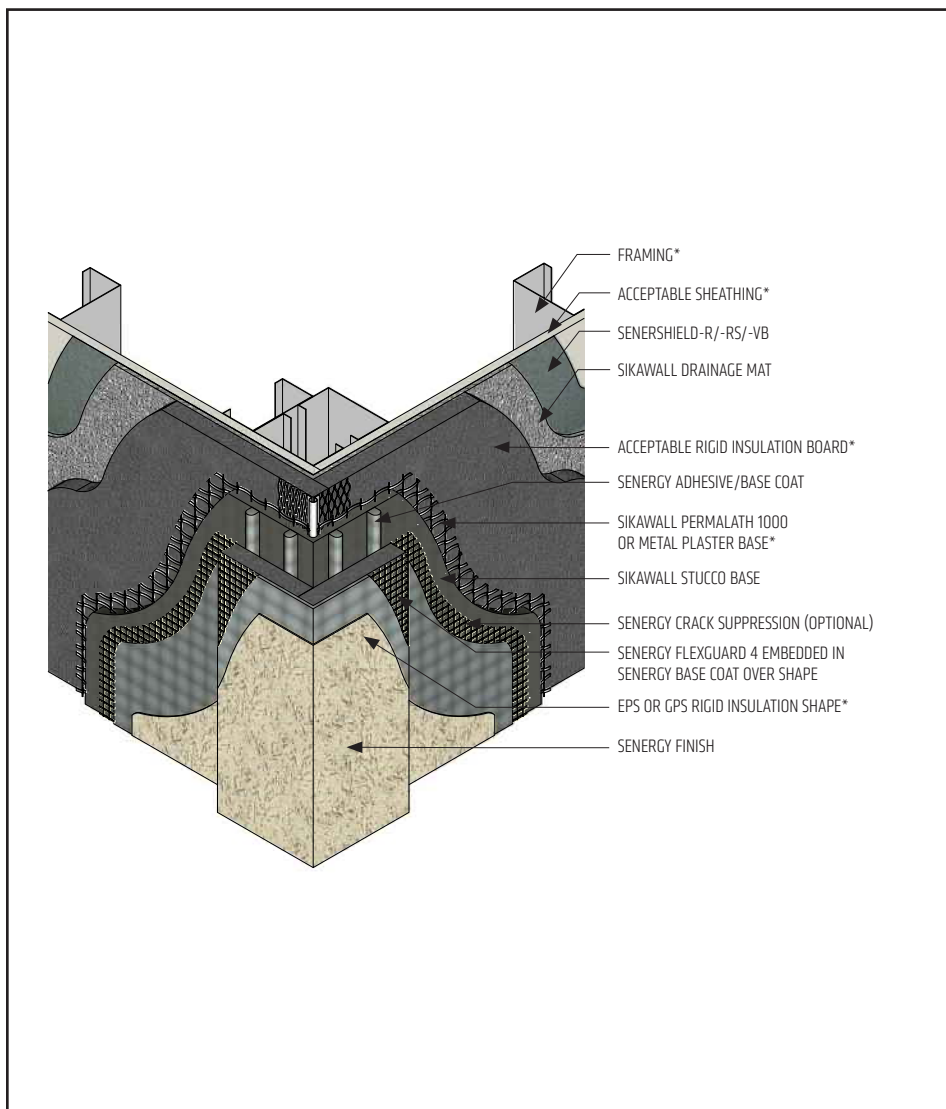 FRAMING*
ACCEPTABLE SHEATHING*
SENERSHIELD-R/-RS/-VB
SIKAWALL DRAINAGE MAT
ACCEPTABLE RIGID INSULATION BOARD*
SENERGY ADHESIVE/BASE COAT
SIKAWALL PERMALATH 1000
OR METAL PLASTER BASE*
SIKAWALL STUCCO BASE
SENERGY CRACK SUPPRESSION (OPTIONAL)
SENERGY FLEXGUARD 4 EMBEDDED IN
SENERGY BASE COAT OVER SHAPE
EPS OR GPS RIGID INSULATION SHAPE*
SENERGY FINISH